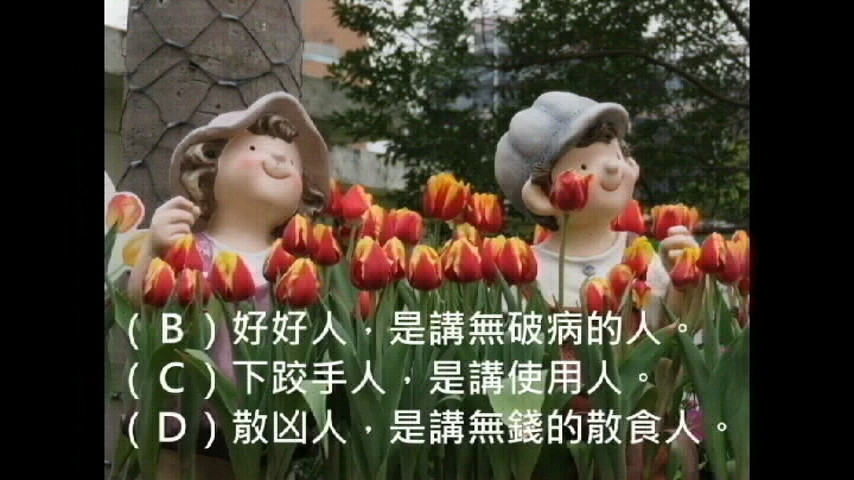 (B)好好人，是講無破病的人。
(C)下跤手人，是講使用人。
(D)散凶人，是講無錢的散食人。